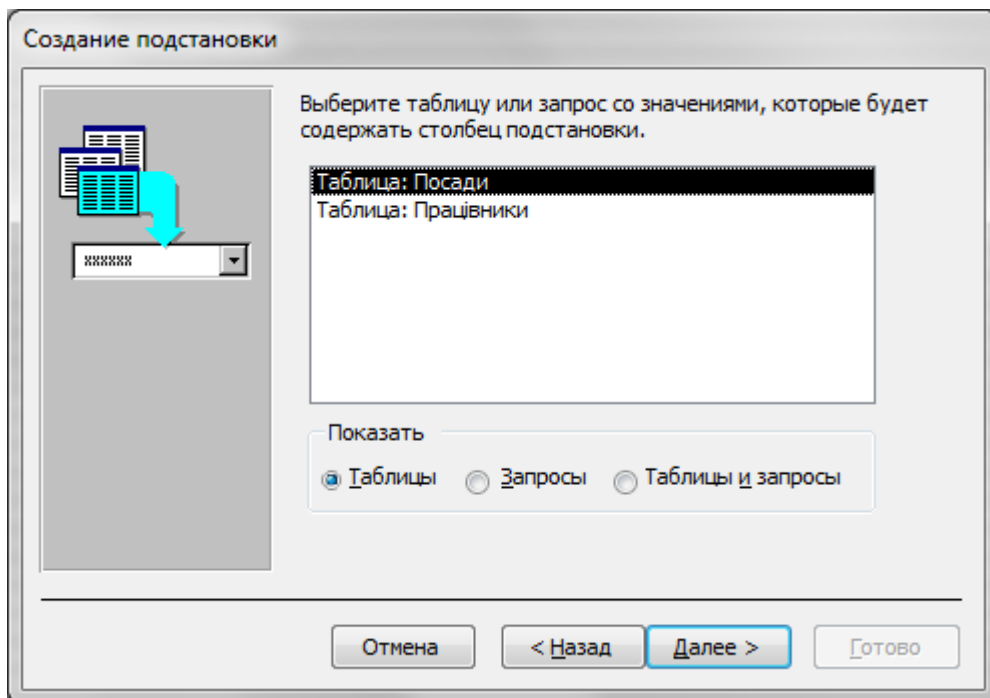 Создание подстановки
Выберите таблицу или запрос со значениями, которые будет
содержать столбец подстановки.
Таблица: Посади
Таблица: Працівники
xxxxxx
Показать
Таблицы Запросы Таблицы и запросы
Отмена < Назад Далее > Готово